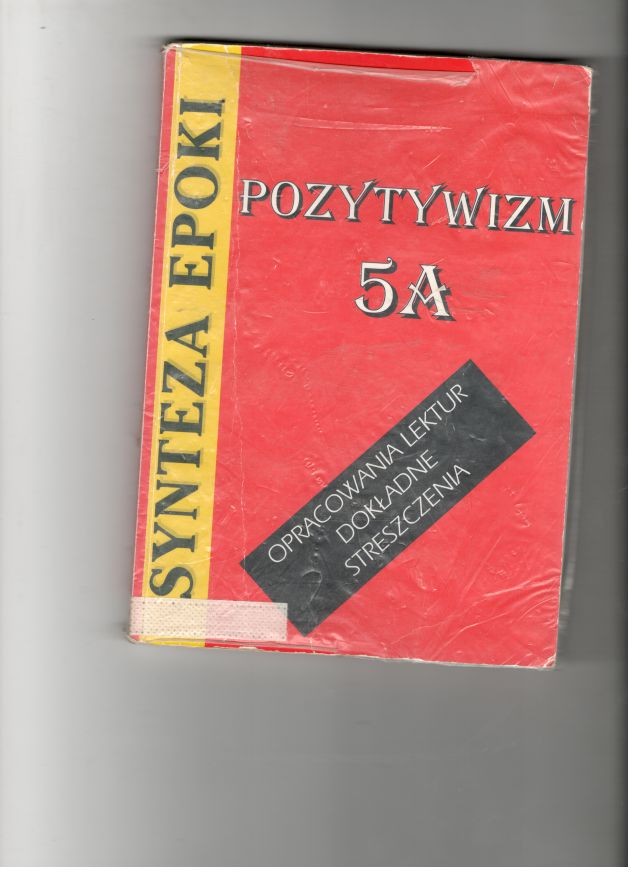 SYNTEZA EPOKI
POZYTYWIZM
5A
OPRACOWANIA LEKTUR
DOKŁADNE
STRESZCZENIA